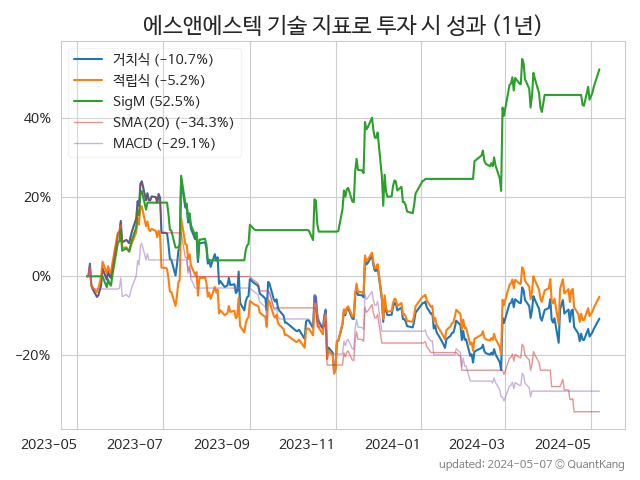 에스앤에스텍 기술 지표로 투자 시 성과 (1년)
거치식 (−10.7%)
적립식 (−5.2%)
SigM (52.5%)
SMA(20) (−34.3%)
MACD (−29.1%)
40%
20%
0%
−20%
2023-05 2023-07 2023-09 2023-11 2024-01 2024-03 2024-05
updated: 2024-05-07 © QuantKang